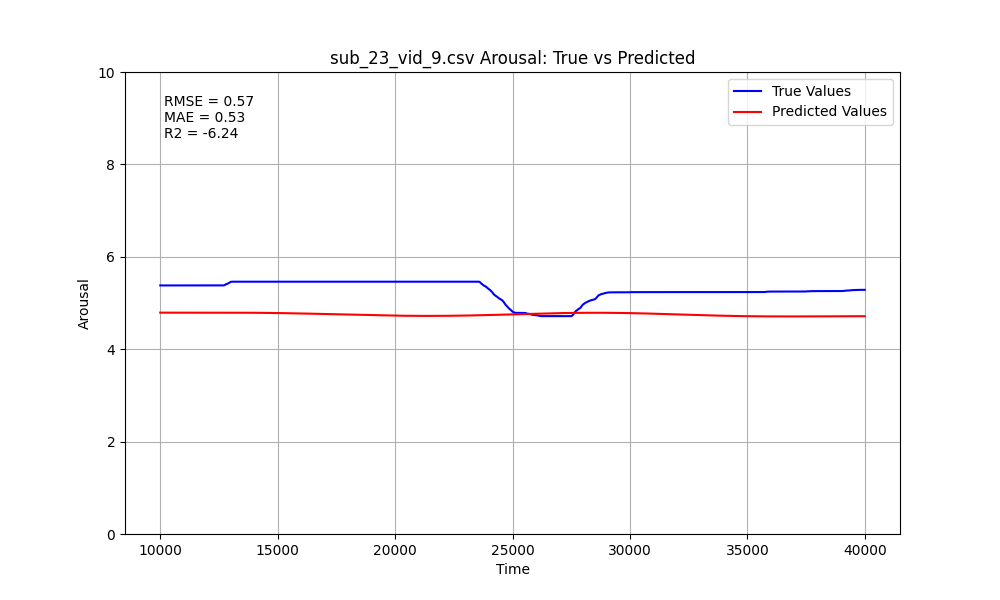 sub_23_vid_9.csv Arousal: True vs Predicted
RMSE = 0.57
MAE = 0.53
R2 = -6.24
True Values
Predicted Values
10
8
6
4
2
0
Arousal
10000 15000 20000 25000 30000 35000 40000
Time